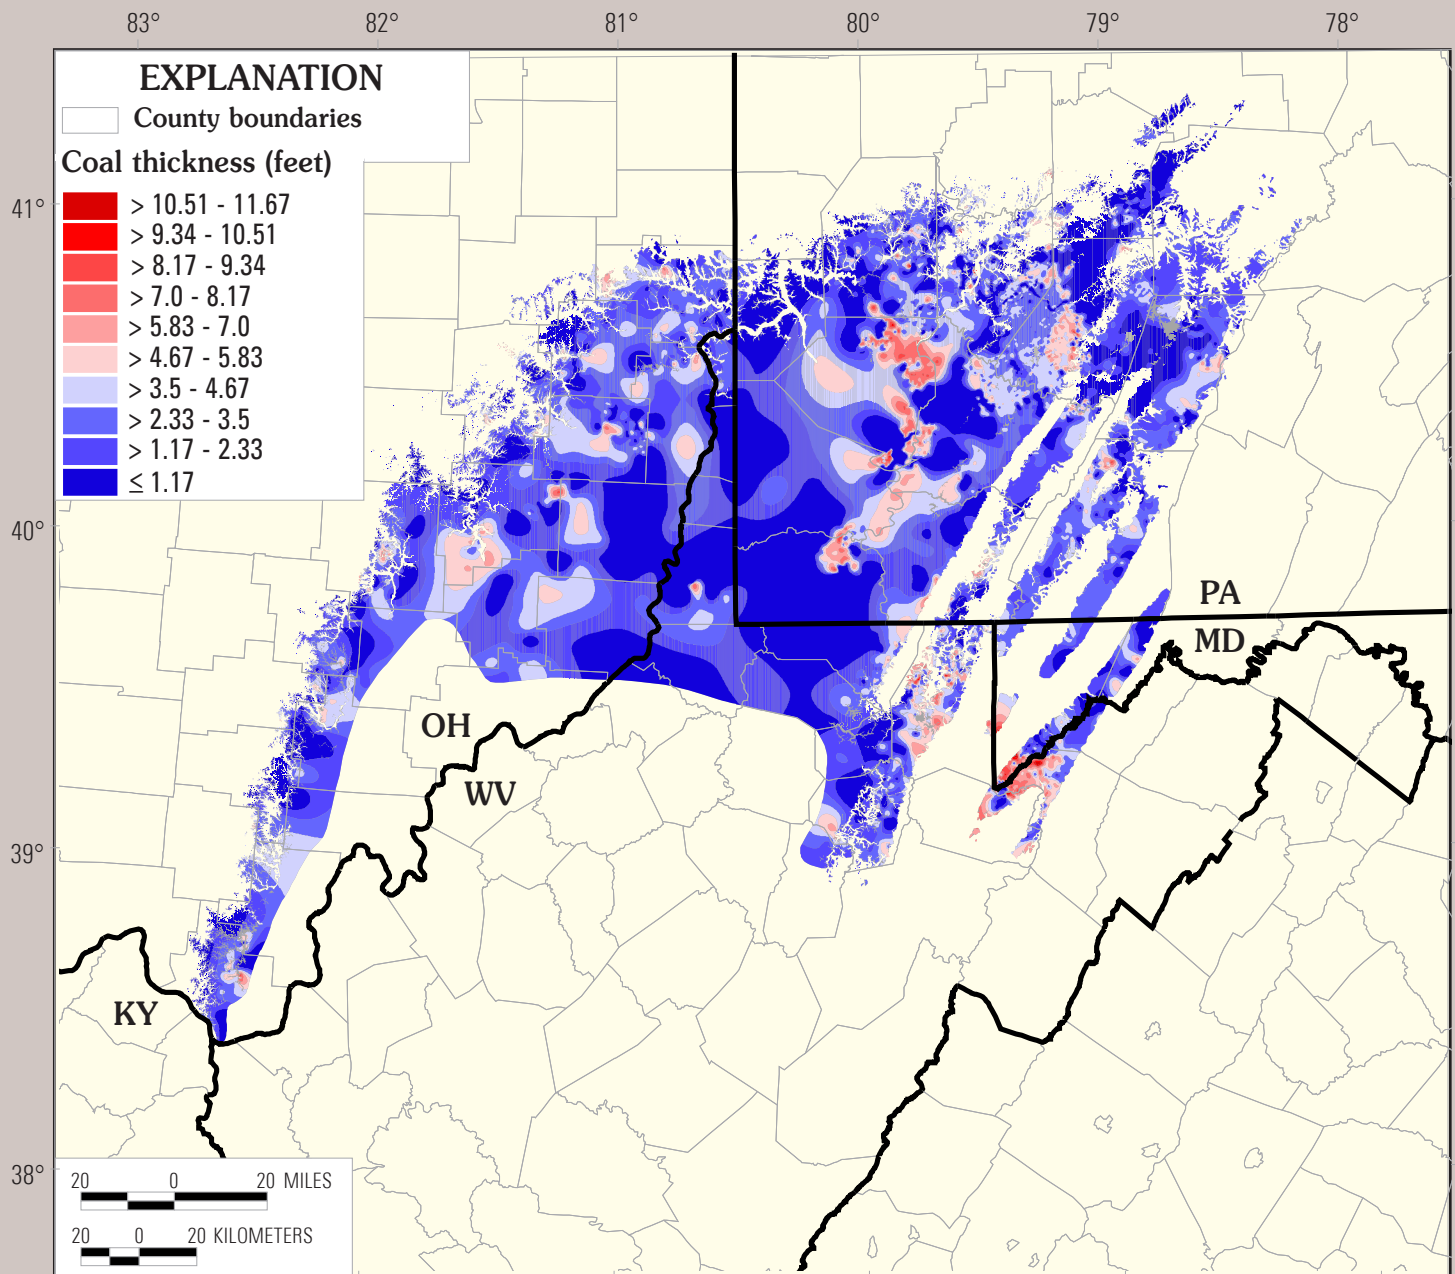 83° 82° 81° 80° 79° 78°
EXPLANATION
County boundaries
Coal thickness (feet)
> 10.51 - 11.67
> 9.34 - 10.51
> 8.17 - 9.34
> 7.0 - 8.17
> 5.83 - 7.0
> 4.67 - 5.83
> 3.5 - 4.67
> 2.33 - 3.5
> 1.17 - 2.33
≤ 1.17
41°
40°
39°
38°
PA
MD
OH
WV
KY
20 0 20 MILES
20 0 20 KILOMETERS